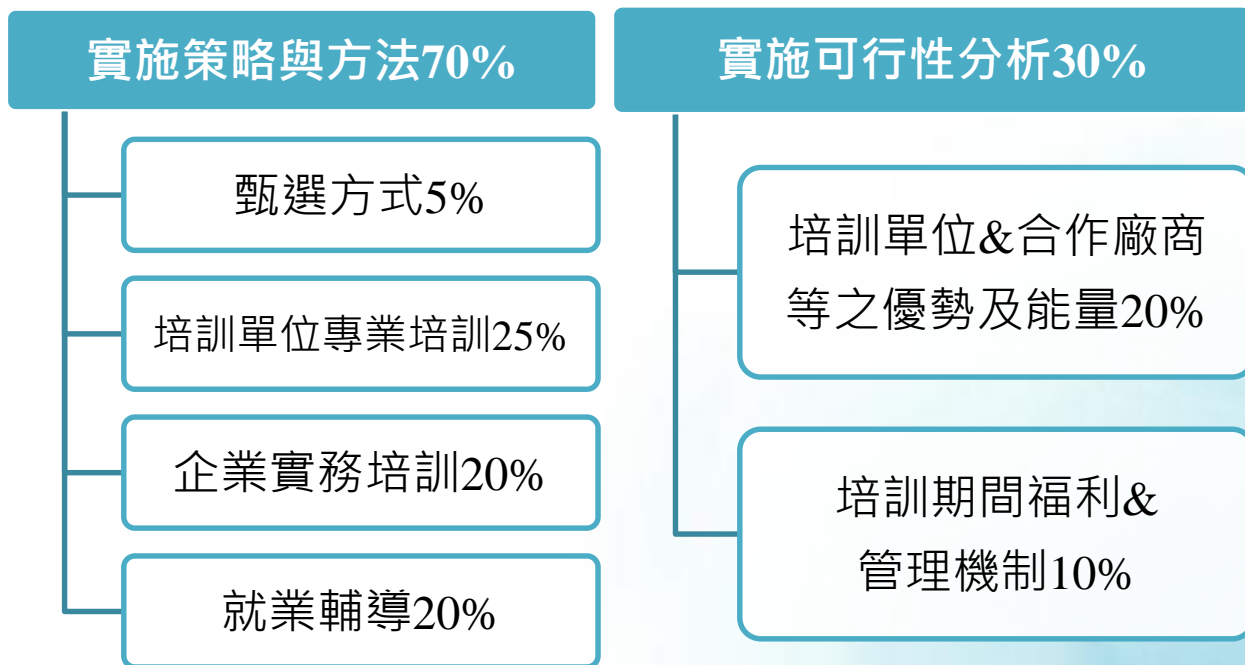 實施策略與方法70%
甄選方式5%
培訓單位專業培訓25%
企業實務培訓20%
就業輔導20%
實施可行性分析30%
培訓單位&合作廠商
等之優勢及能量20%
培訓期間福利&
管理機制10%